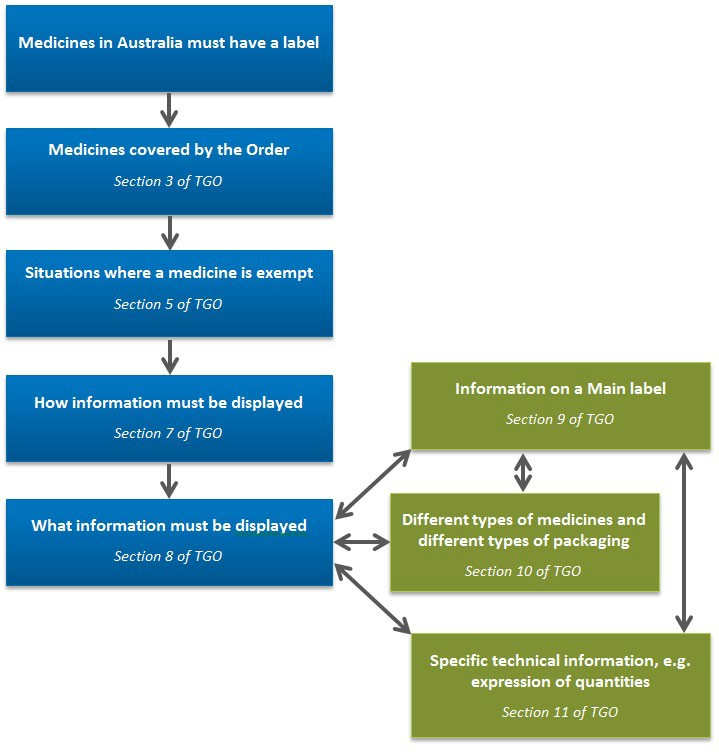 Medicines in Australia must have a label
Medicines covered by the Order
Section 3 of TGO
Situations where a medicine is exempt
Section 5 of TGO
How information must be displayed
Section 7 of TGO
What information must be displayed
Section 8 of TGO
Information on a Main label
Section 9 of TGO
Different types of medicines and
different types of packaging
Section 10 of TGO
Specific technical information, e.g.
expression of quantities
Section 11 of TGO